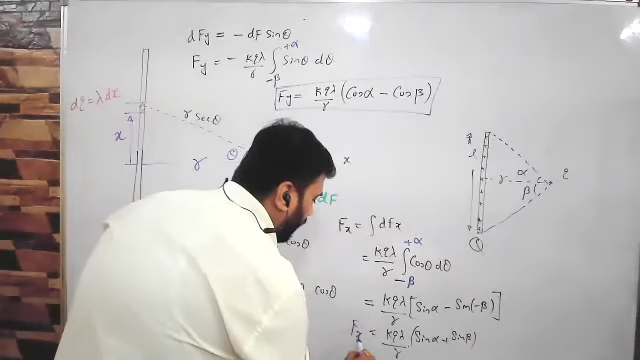 dFy = - dF Sinθ
Fy = - Kqλ/r ∫_{-β}^{+α} Sinθ dθ
Fy = Kqλ/r (Cosα - Cosβ)
dq = λdx
r secθ
x
r
θ
x
dF
l
r
α
β
q
Q
Cosθ
Cosθ
Fx = ∫dfx
= Kqλ/r ∫_{-β}^{+α} Cosθ dθ
= Kqλ/r [Sinα - Sin(-β)]
Fx = Kqλ/r (Sinα + Sinβ)